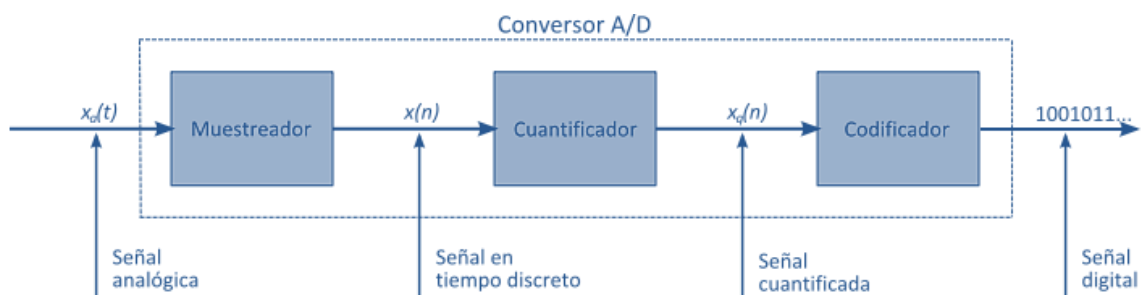 Conversor A/D
xa(t)
Muestreador
x(n)
Cuantificador
xq(n)
Codificador
1001011...
Señal
analógica
Señal en
tiempo discreto
Señal
cuantificada
Señal
digital